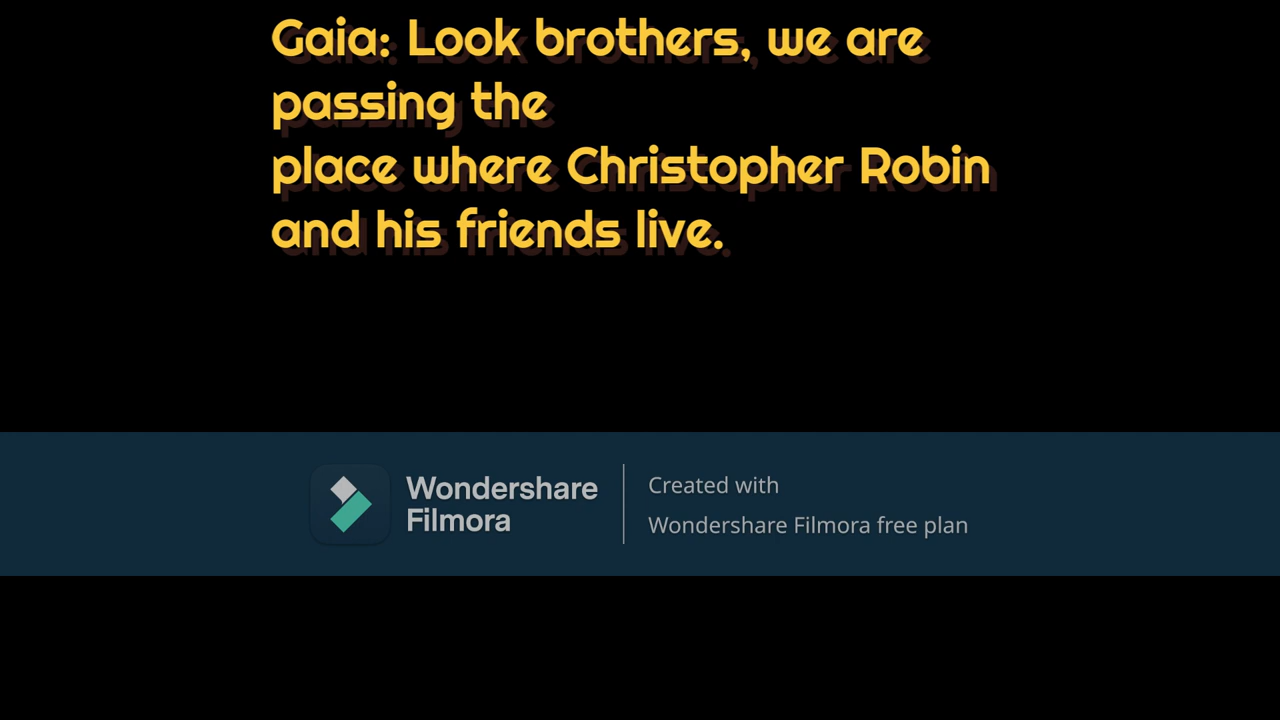 Gaia: Look brothers, we are
passing the
place where Christopher Robin
and his friends live.
Wondershare
Filmora
Created with
Wondershare Filmora free plan